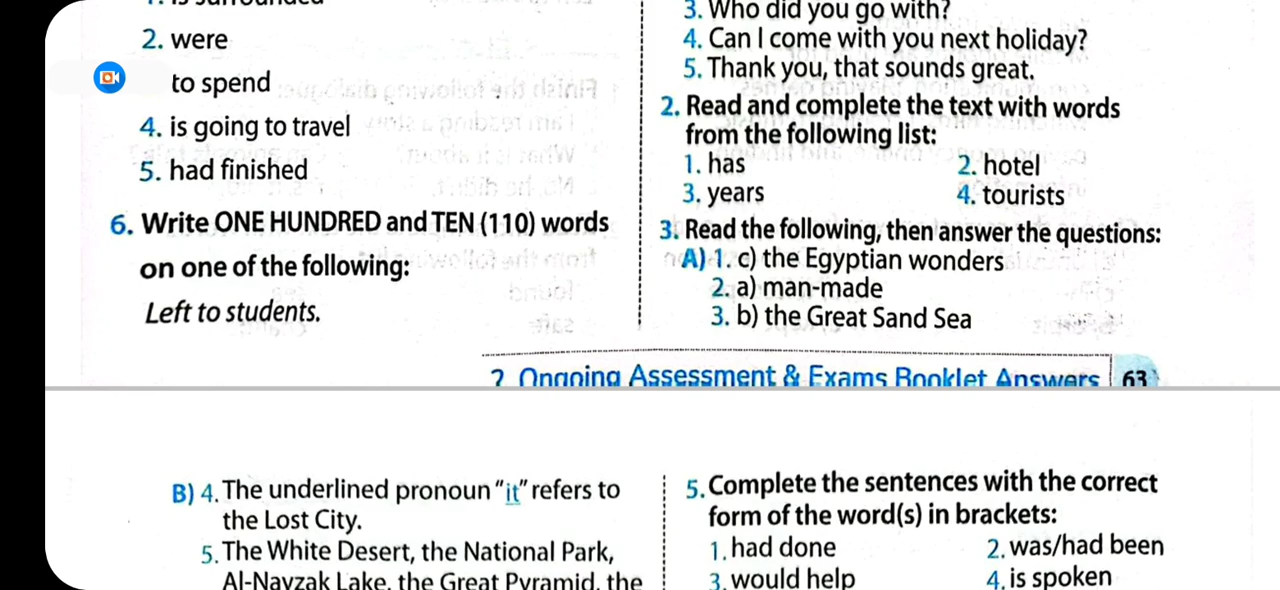 2. were
to spend
4. is going to travel
5. had finished
6. Write ONE HUNDRED and TEN (110) words
on one of the following:
Left to students.
3. Who did you go with?
4. Can I come with you next holiday?
5. Thank you, that sounds great.
2. Read and complete the text with words
from the following list:
1. has 2. hotel
3. years 4. tourists
3. Read the following, then answer the questions:
A) 1. c) the Egyptian wonders
2. a) man-made
3. b) the Great Sand Sea
Ongoing Assessment & Exams Booklet Answers 63
B) 4. The underlined pronoun "it" refers to
the Lost City.
5. The White Desert, the National Park,
Al-Nayzak Lake, the Great Pyramid, the
5. Complete the sentences with the correct
form of the word(s) in brackets:
1. had done 2. was/had been
3. would help 4. is spoken